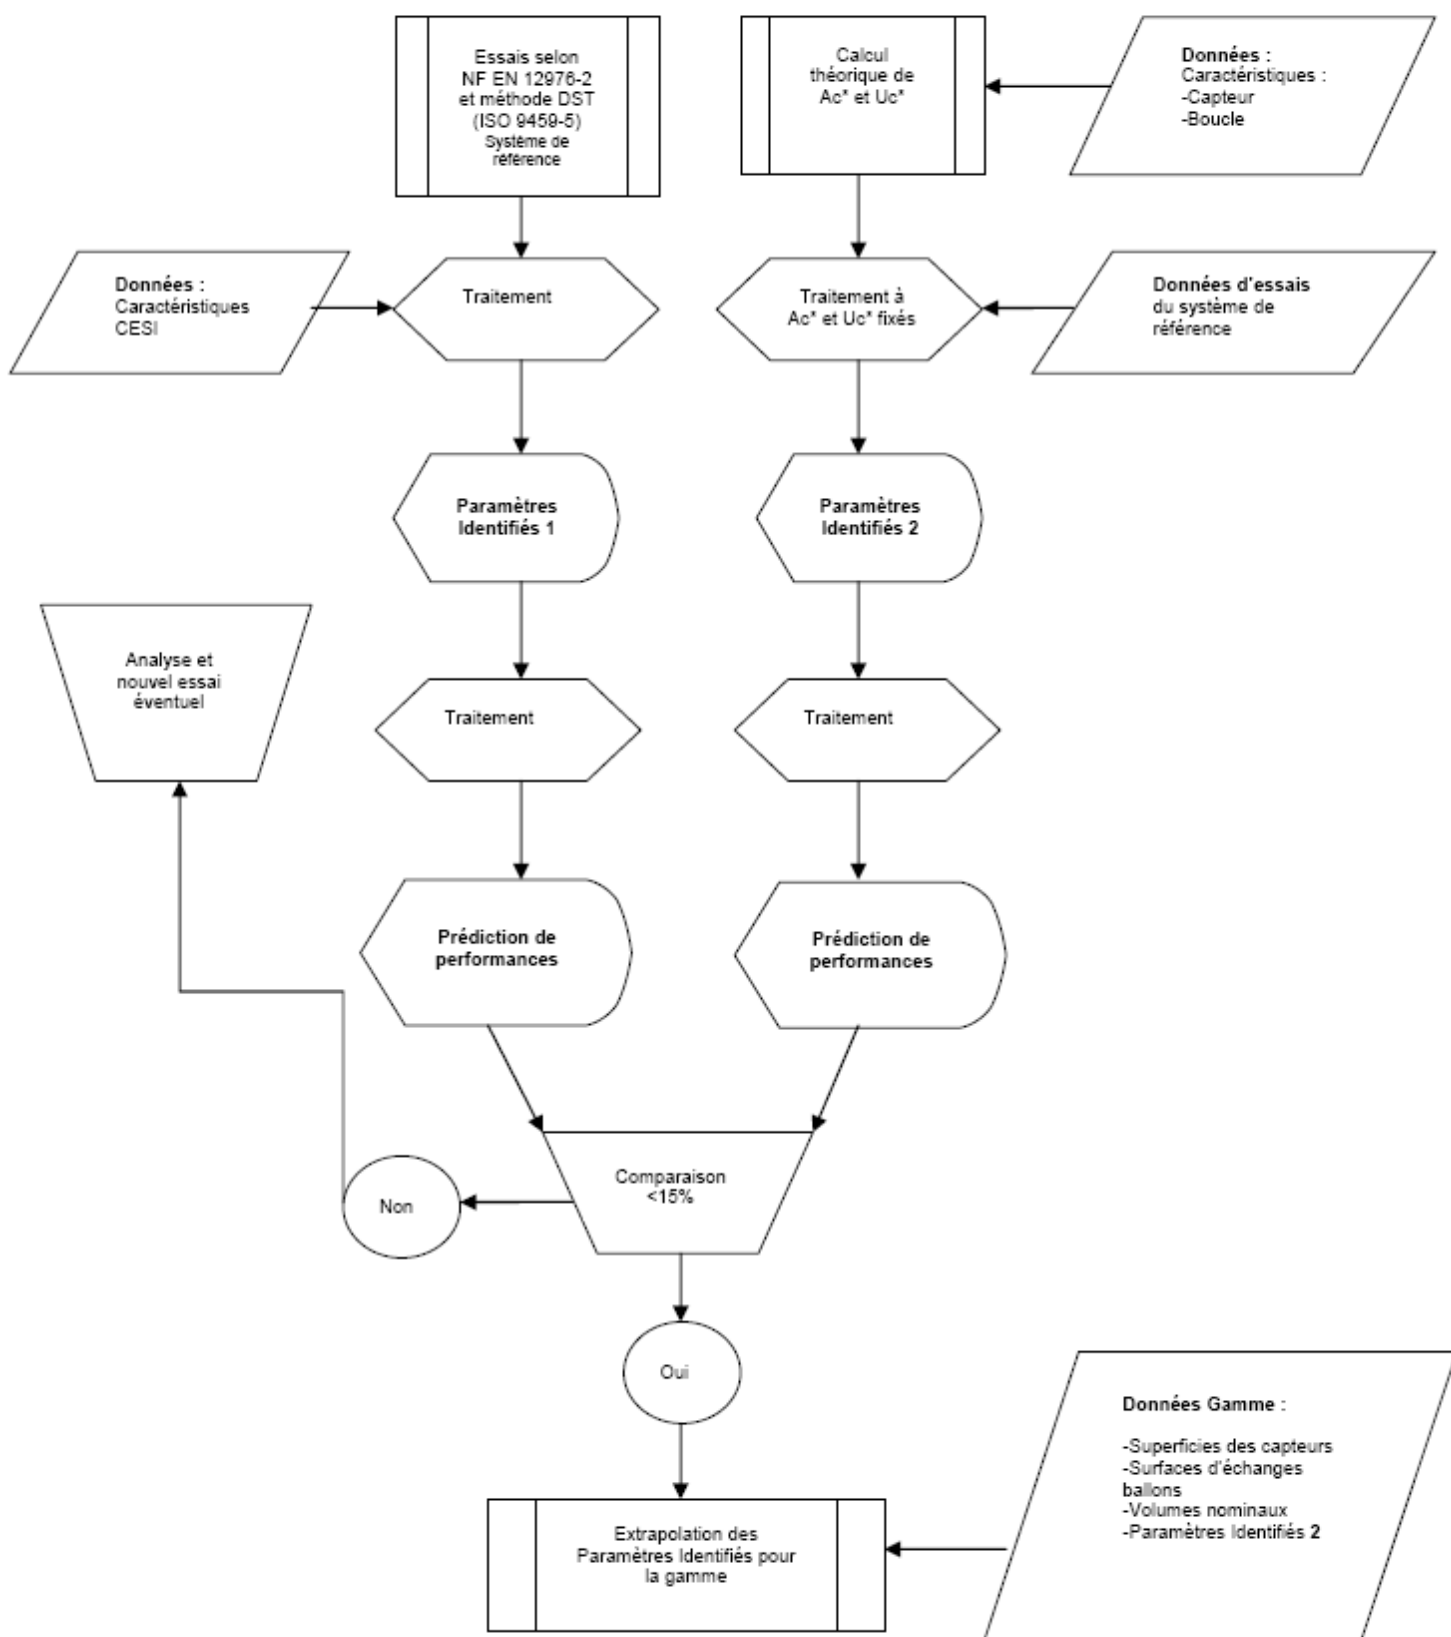 Essais selon
NF EN 12976-2
et méthode DST
(ISO 9459-5)
Système de
référence
Calcul
théorique de
Ac* et Uc*
Données :
Caractéristiques :
-Capteur
-Boucle
Données :
Caractéristiques
CESI
Traitement
Traitement à
Ac* et Uc* fixés
Données d'essais
du système de
référence
Paramètres
Identifiés 1
Paramètres
Identifiés 2
Analyse et
nouvel essai
éventuel
Traitement
Traitement
Prédiction de
performances
Prédiction de
performances
Comparaison
<15%
Non
Oui
Données Gamme :
-Superficies des capteurs
-Surfaces d'échanges
ballons
-Volumes nominaux
-Paramètres Identifiés 2
Extrapolation des
Paramètres Identifiés pour
la gamme